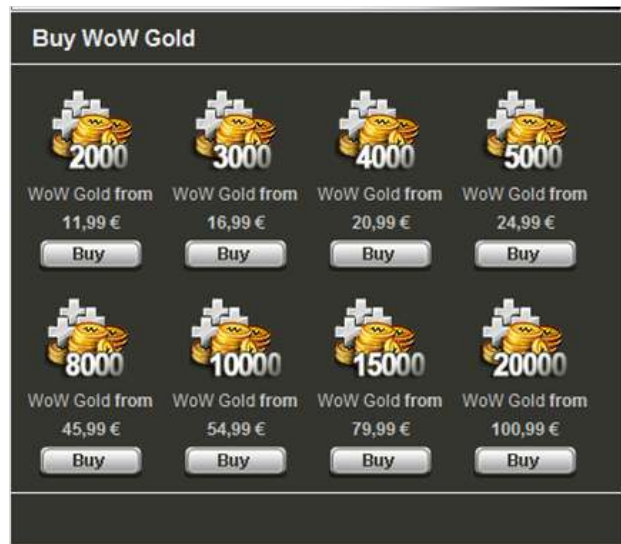 Buy WoW Gold
2000 3000 4000 5000
WoW Gold from WoW Gold from WoW Gold from WoW Gold from
11,99 € 16,99 € 20,99 € 24,99 €
Buy Buy Buy Buy
8000 10000 15000 20000
WoW Gold from WoW Gold from WoW Gold from WoW Gold from
45,99 € 54,99 € 79,99 € 100,99 €
Buy Buy Buy Buy